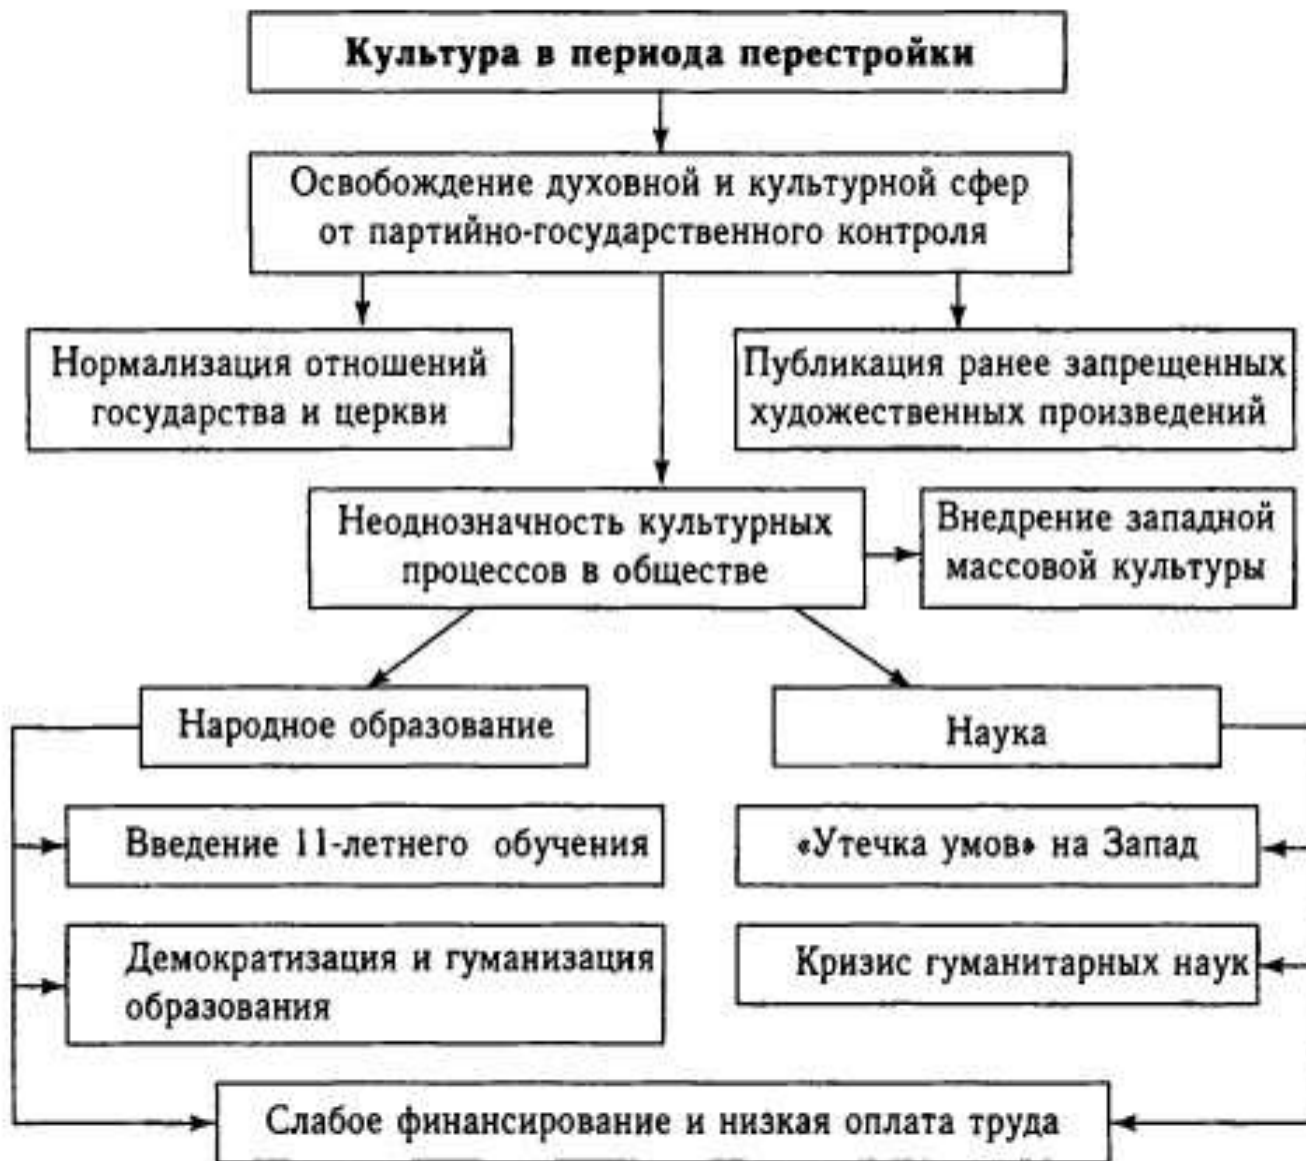 Культура в периода перестройки
Освобождение духовной и культурной сфер
от партийно-государственного контроля
Нормализация отношений
государства и церкви
Публикация ранее запрещенных
художественных произведений
Неоднозначность культурных
процессов в обществе
Внедрение западной
массовой культуры
Народное образование
Наука
Введение 11-летнего обучения
«Утечка умов» на Запад
Демократизация и гуманизация
образования
Кризис гуманитарных наук
Слабое финансирование и низкая оплата труда